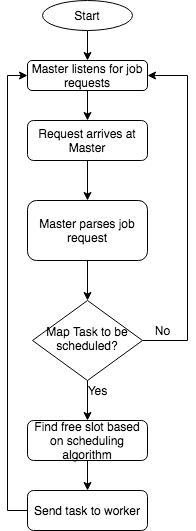 Start
Master listens for job
requests
Request arrives at
Master
Master parses job
request
Map Task to be
scheduled?
No
Yes
Find free slot based
on scheduling
algorithm
Send task to worker